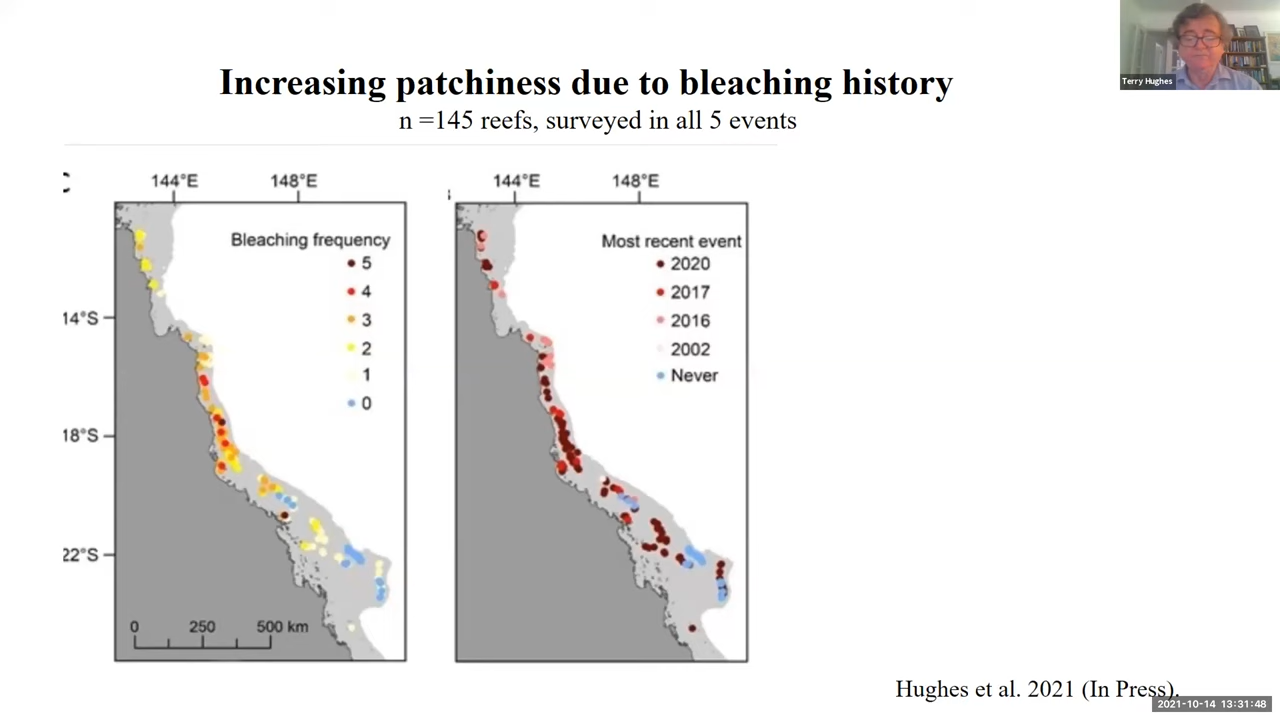 Terry Hughes
Increasing patchiness due to bleaching history
n =145 reefs, surveyed in all 5 events
C
144°E 148°E
Bleaching frequency
5
4
3
2
1
0
14°S
18°S
22°S
0 250 500 km
144°E 148°E
Most recent event
2020
2017
2016
2002
Never
Hughes et al. 2021 (In Press).
2021-10-14 13:31:48